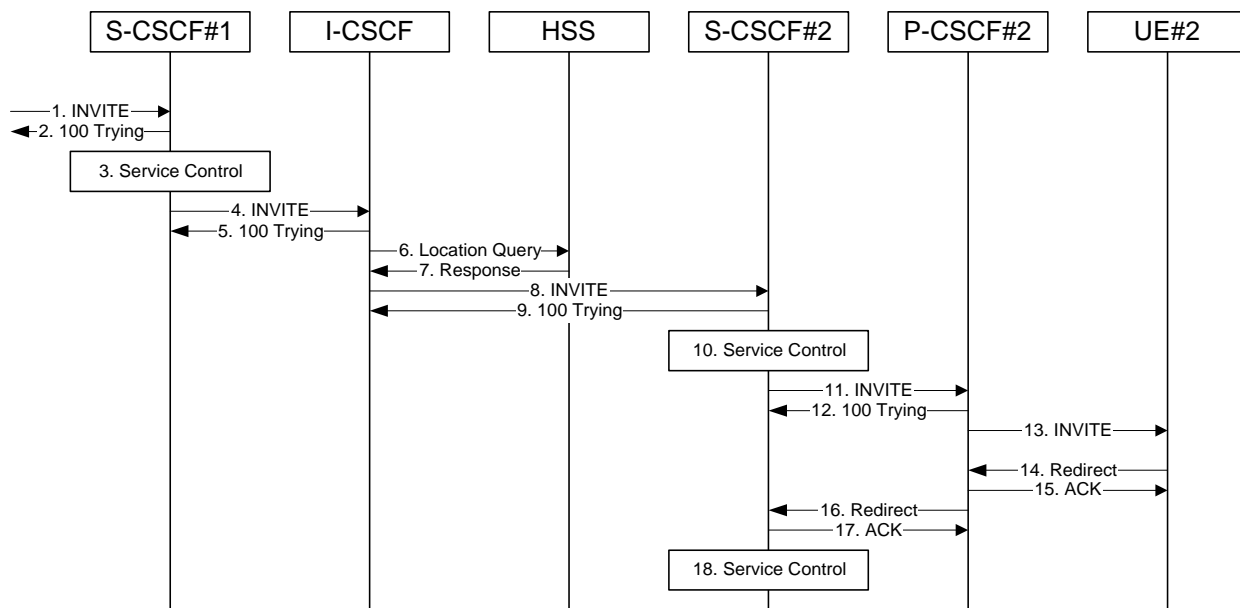 S-CSCF#1 I-CSCF HSS S-CSCF#2 P-CSCF#2 UE#2
1. INVITE
2. 100 Trying
3. Service Control
4. INVITE
5. 100 Trying
6. Location Query
7. Response
8. INVITE
9. 100 Trying
10. Service Control
11. INVITE
12. 100 Trying
13. INVITE
14. Redirect
15. ACK
16. Redirect
17. ACK
18. Service Control